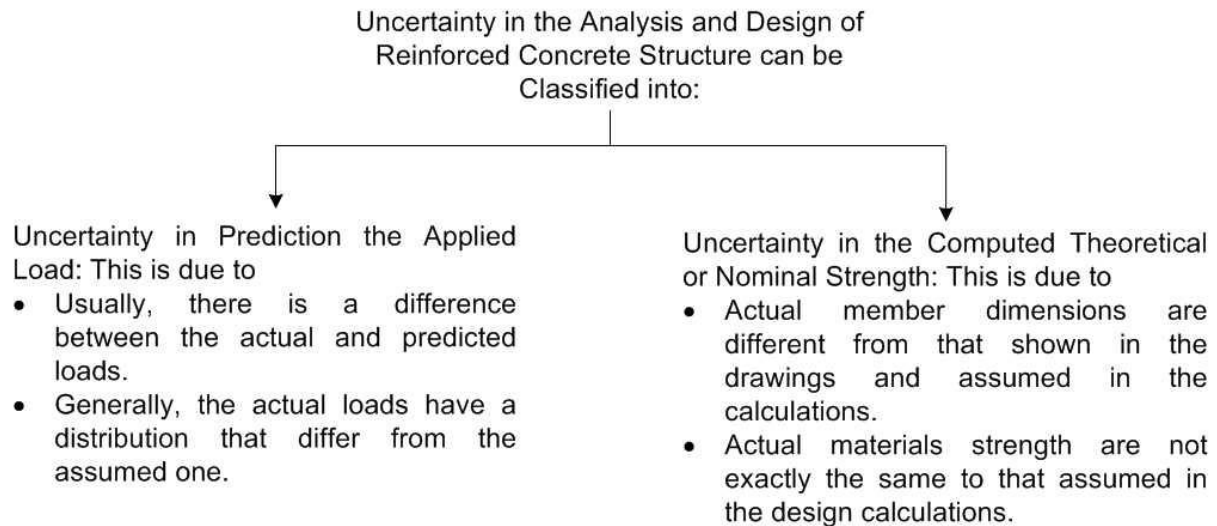 Uncertainty in the Analysis and Design of
Reinforced Concrete Structure can be
Classified into:
Uncertainty in Prediction the Applied
Load: This is due to
• Usually, there is a difference
between the actual and predicted
loads.
• Generally, the actual loads have a
distribution that differ from the
assumed one.
Uncertainty in the Computed Theoretical
or Nominal Strength: This is due to
• Actual member dimensions are
different from that shown in the
drawings and assumed in the
calculations.
• Actual materials strength are not
exactly the same to that assumed in
the design calculations.